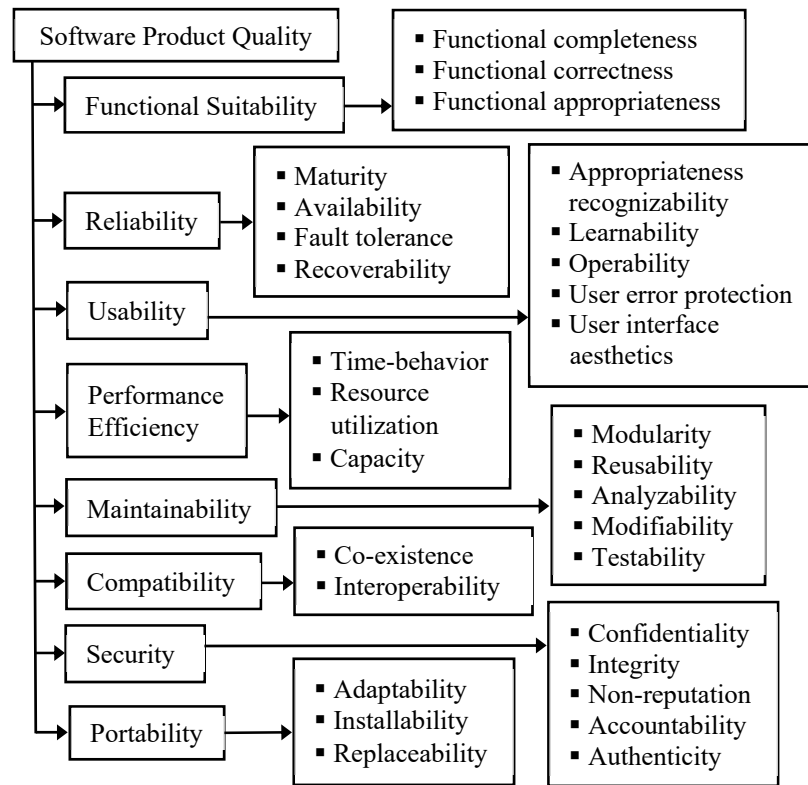 Software Product Quality
Functional Suitability
▪ Functional completeness
▪ Functional correctness
▪ Functional appropriateness
Reliability
▪ Maturity
▪ Availability
▪ Fault tolerance
▪ Recoverability
Usability
▪ Appropriateness
recognizability
▪ Learnability
▪ Operability
▪ User error protection
▪ User interface
aesthetics
Performance
Efficiency
▪ Time-behavior
▪ Resource
utilization
▪ Capacity
Maintainability
▪ Modularity
▪ Reusability
▪ Analyzability
▪ Modifiability
▪ Testability
Compatibility
▪ Co-existence
▪ Interoperability
Security
▪ Confidentiality
▪ Integrity
▪ Non-reputation
▪ Accountability
▪ Authenticity
Portability
▪ Adaptability
▪ Installability
▪ Replaceability